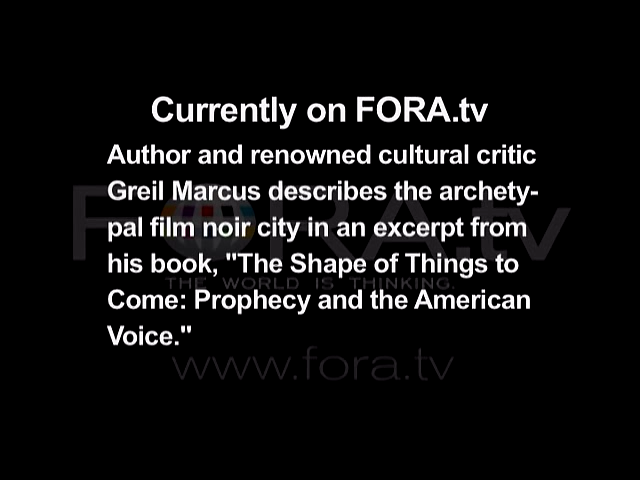 Currently on FORA.tv
Author and renowned cultural critic
Greil Marcus describes the archety-
pal film noir city in an excerpt from
his book, "The Shape of Things to
Come: Prophecy and the American
Voice."
FORA.tv
THE WORLD IS THINKING.
www.fora.tv